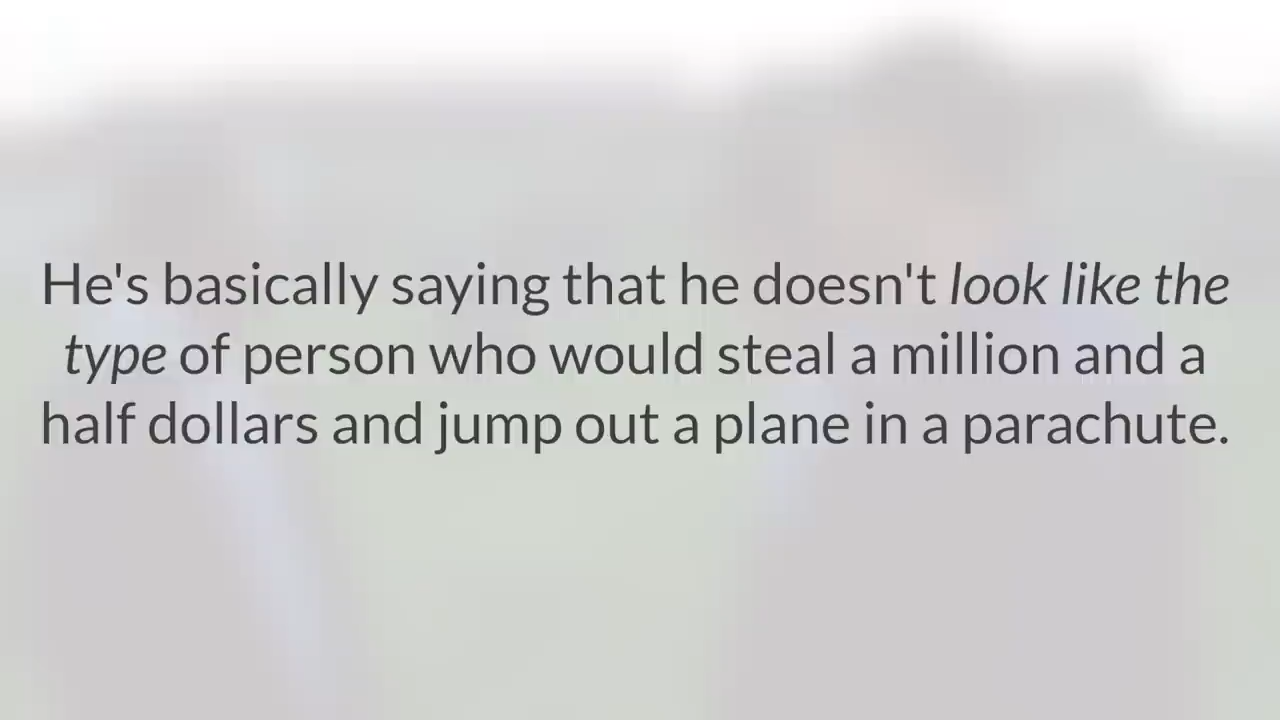 He's basically saying that he doesn't look like the
type of person who would steal a million and a
half dollars and jump out a plane in a parachute.